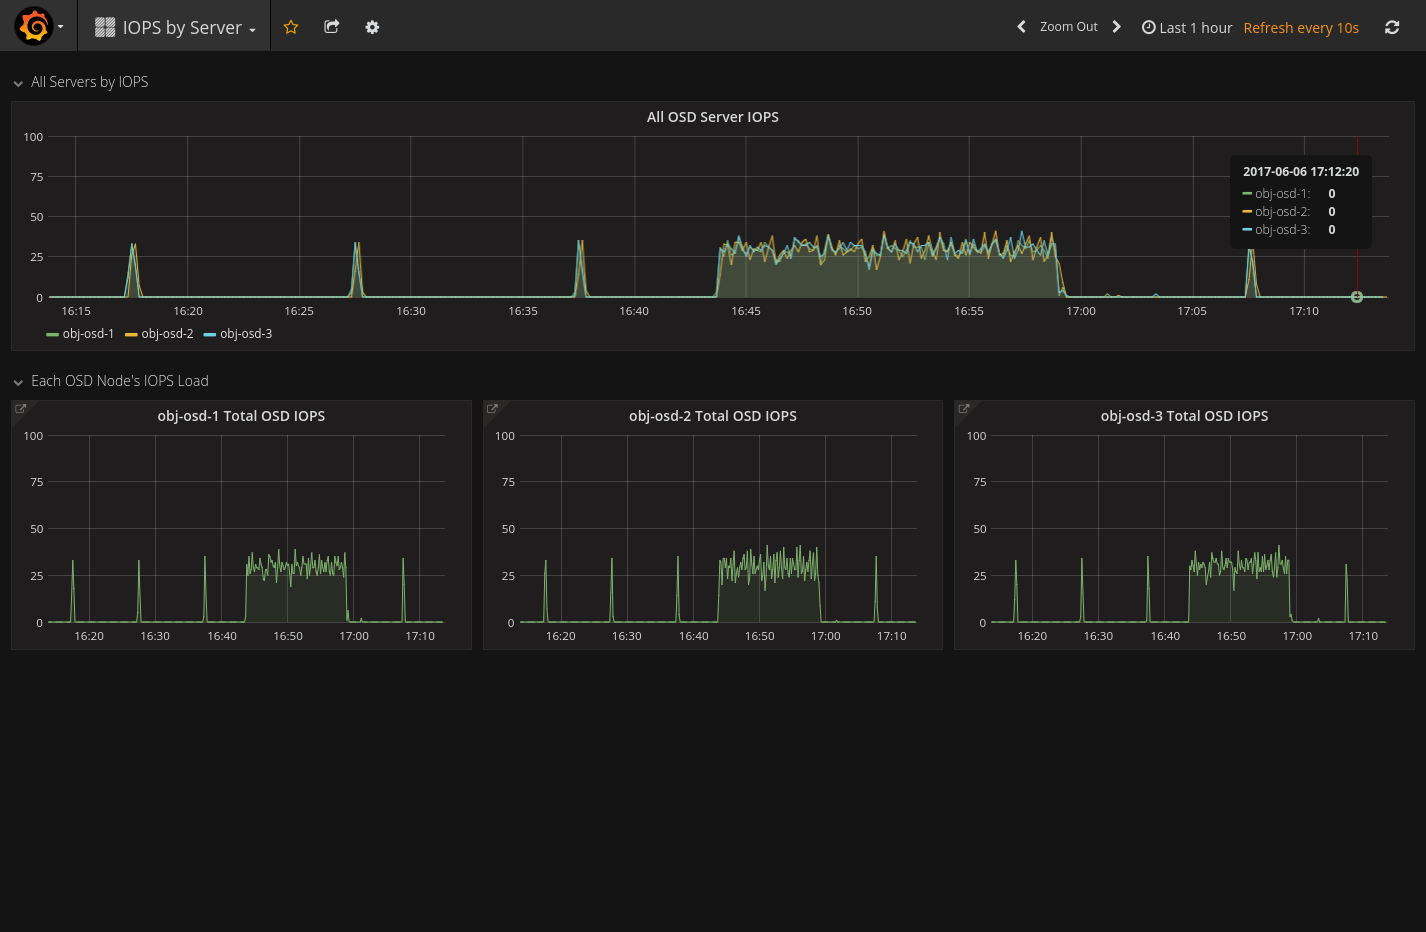 IOPS by Server
Zoom Out
Last 1 hour
Refresh every 10s
All Servers by IOPS
All OSD Server IOPS
100
75
50
25
0
16:15 16:20 16:25 16:30 16:35 16:40 16:45 16:50 16:55 17:00 17:05 17:10
2017-06-06 17:12:20
obj-osd-1: 0
obj-osd-2: 0
obj-osd-3: 0
obj-osd-1 obj-osd-2 obj-osd-3
Each OSD Node's IOPS Load
obj-osd-1 Total OSD IOPS
100
75
50
25
0
16:20 16:30 16:40 16:50 17:00 17:10
obj-osd-2 Total OSD IOPS
100
75
50
25
0
16:20 16:30 16:40 16:50 17:00 17:10
obj-osd-3 Total OSD IOPS
100
75
50
25
0
16:20 16:30 16:40 16:50 17:00 17:10